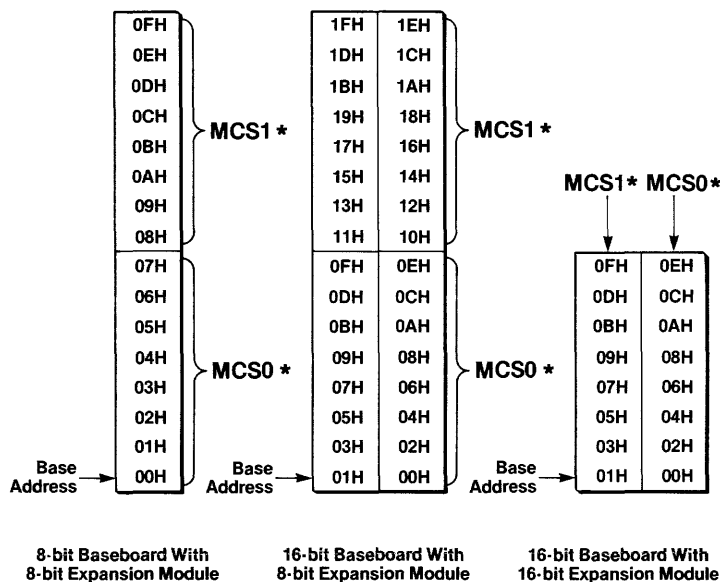 0FH 1FH 1EH
0EH 1DH 1CH
0DH 1BH 1AH
0CH 19H 18H
MCS1* MCS1*
0BH 17H 16H
0AH 15H 14H
MCS1* MCS0*
09H 13H 12H
08H 11H 10H
07H 0FH 0EH 0FH 0EH
06H 0DH 0CH 0DH 0CH
05H 0BH 0AH 0BH 0AH
04H 09H 08H 09H 08H
MCS0* MCS0*
03H 07H 06H 07H 06H
02H 05H 04H 05H 04H
01H 03H 02H 03H 02H
Base Address 00H Base Address 01H 00H Base Address 01H 00H
8-bit Baseboard With
8-bit Expansion Module
16-bit Baseboard With
8-bit Expansion Module
16-bit Baseboard With
16-bit Expansion Module